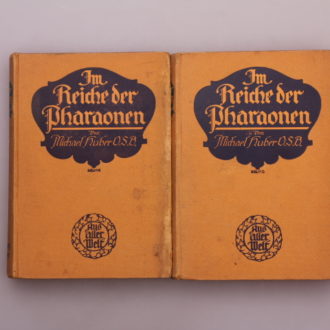 Im
Reiche der
Pharaonen
Von
Michael Huber O.S.B.
Aus
aller
Welt
Im
Reiche der
Pharaonen
Von
Michael Huber O.S.B.
Aus
aller
Welt